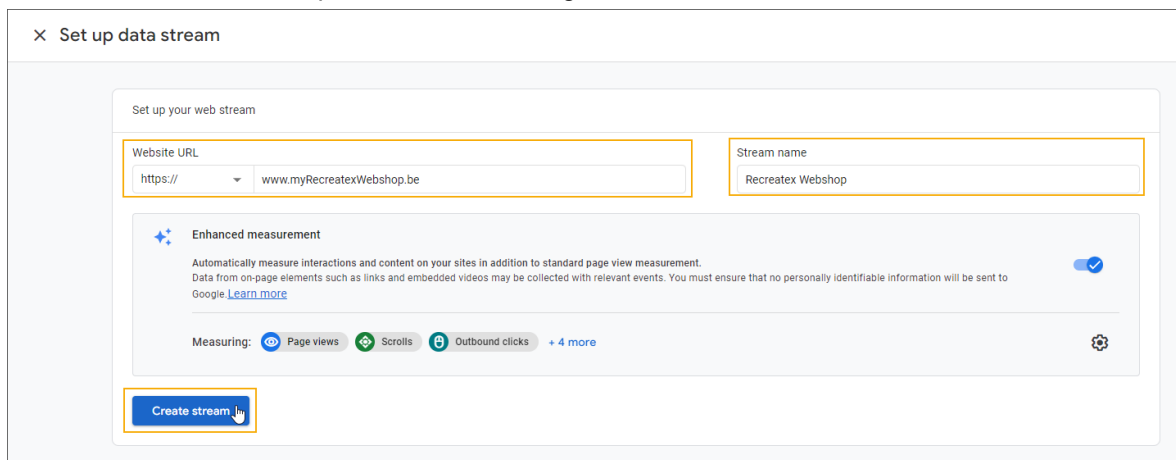 Set up data stream
Set up your web stream
Website URL
Stream name
https://
www.myRecreatexWebshop.be
Recreatex Webshop
Enhanced measurement
Automatically measure interactions and content on your sites in addition to standard page view measurement.
Data from on-page elements such as links and embedded videos may be collected with relevant events. You must ensure that no personally identifiable information will be sent to
Google.Learn more
Measuring: Page views Scrolls Outbound clicks + 4 more
Create stream